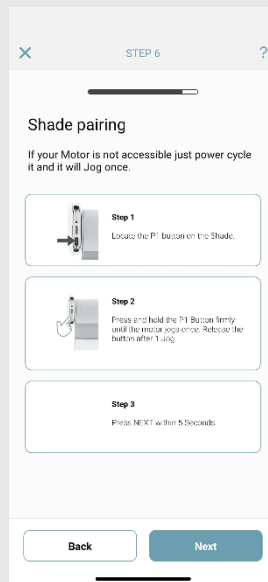 STEP 6
?
Shade pairing
If your Motor is not accessible just power cycle
it and it will Jog once.
Step 1
Locate the P1 button on the Shade.
Step 2
Press and hold the P1 Button firmly
until the motor jogs once. Release the
button after 1 Jog
Step 3
Press NEXT within 5 Seconds
Back
Next